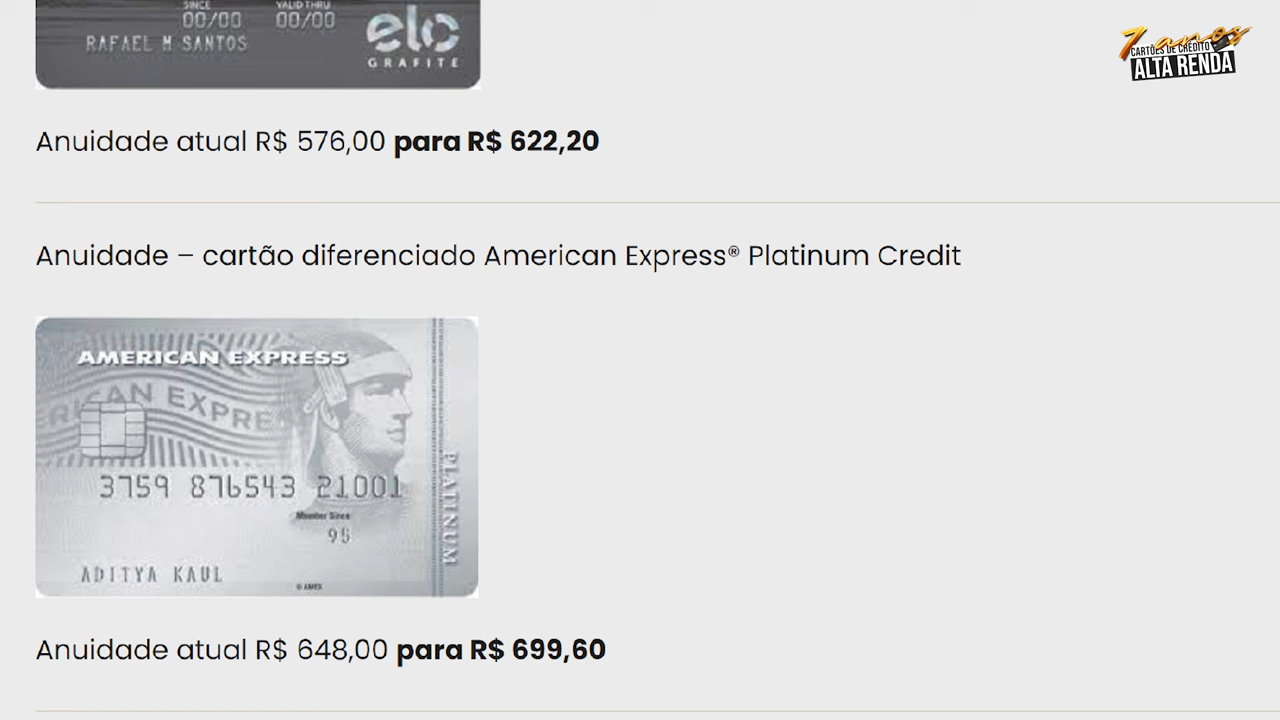 SINCE VALID THRU
00/00 00/00
RAFAEL M SANTOS
elo
GRAFITE
7 anos
CARTÕES DE CRÉDITO
ALTA RENDA
Anuidade atual R$ 576,00 para R$ 622,20
Anuidade – cartão diferenciado American Express® Platinum Credit
AMERICAN EXPRESS
RICAN EXPRE
3759 876543 21001
Member Since
95
PLATINUM
ADITYA KAUL
© AMEX
Anuidade atual R$ 648,00 para R$ 699,60